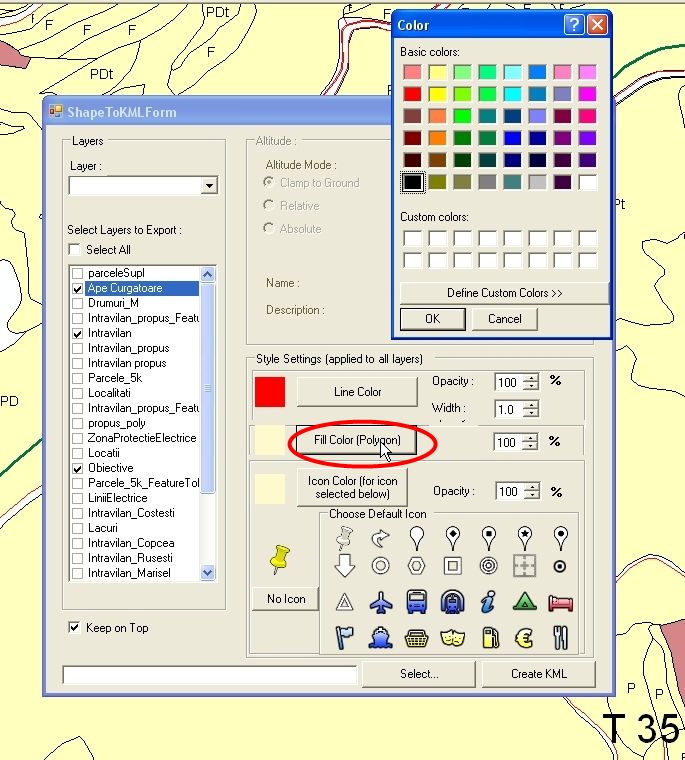 PDt
F
F
F
PDt
Color
Basic colors:
Custom colors:
Define Custom Colors >>
OK
Cancel
ShapeToKMLForm
Layers
Layer :
Select Layers to Export :
Select All
parceleSupl
Ape Curgatoare
Drumuri_M
Intravilan_propus_Featu
Intravilan
Intravilan_propus
Intravilan propus
Parcele_5k
Localitati
Intravilan_propus_Featu
propus_poly
ZonaProtectieElectrice
Locatii
Obiective
Parcele_5k_FeatureTol
LiniiElectrice
Intravilan_Costesti
Lacuri
Intravilan_Copcea
Intravilan_Rusesti
Intravilan_Marisel
Keep on Top
Altitude :
Altitude Mode :
Clamp to Ground
Relative
Absolute
Name :
Description :
Style Settings (applied to all layers)
Line Color
Opacity :
100
%
Width :
1.0
Fill Color (Polygon)
100
%
Icon Color (for icon
selected below)
Opacity :
100
%
Choose Default Icon
No Icon
Select...
Create KML
PD
Pt
P
P
T 35